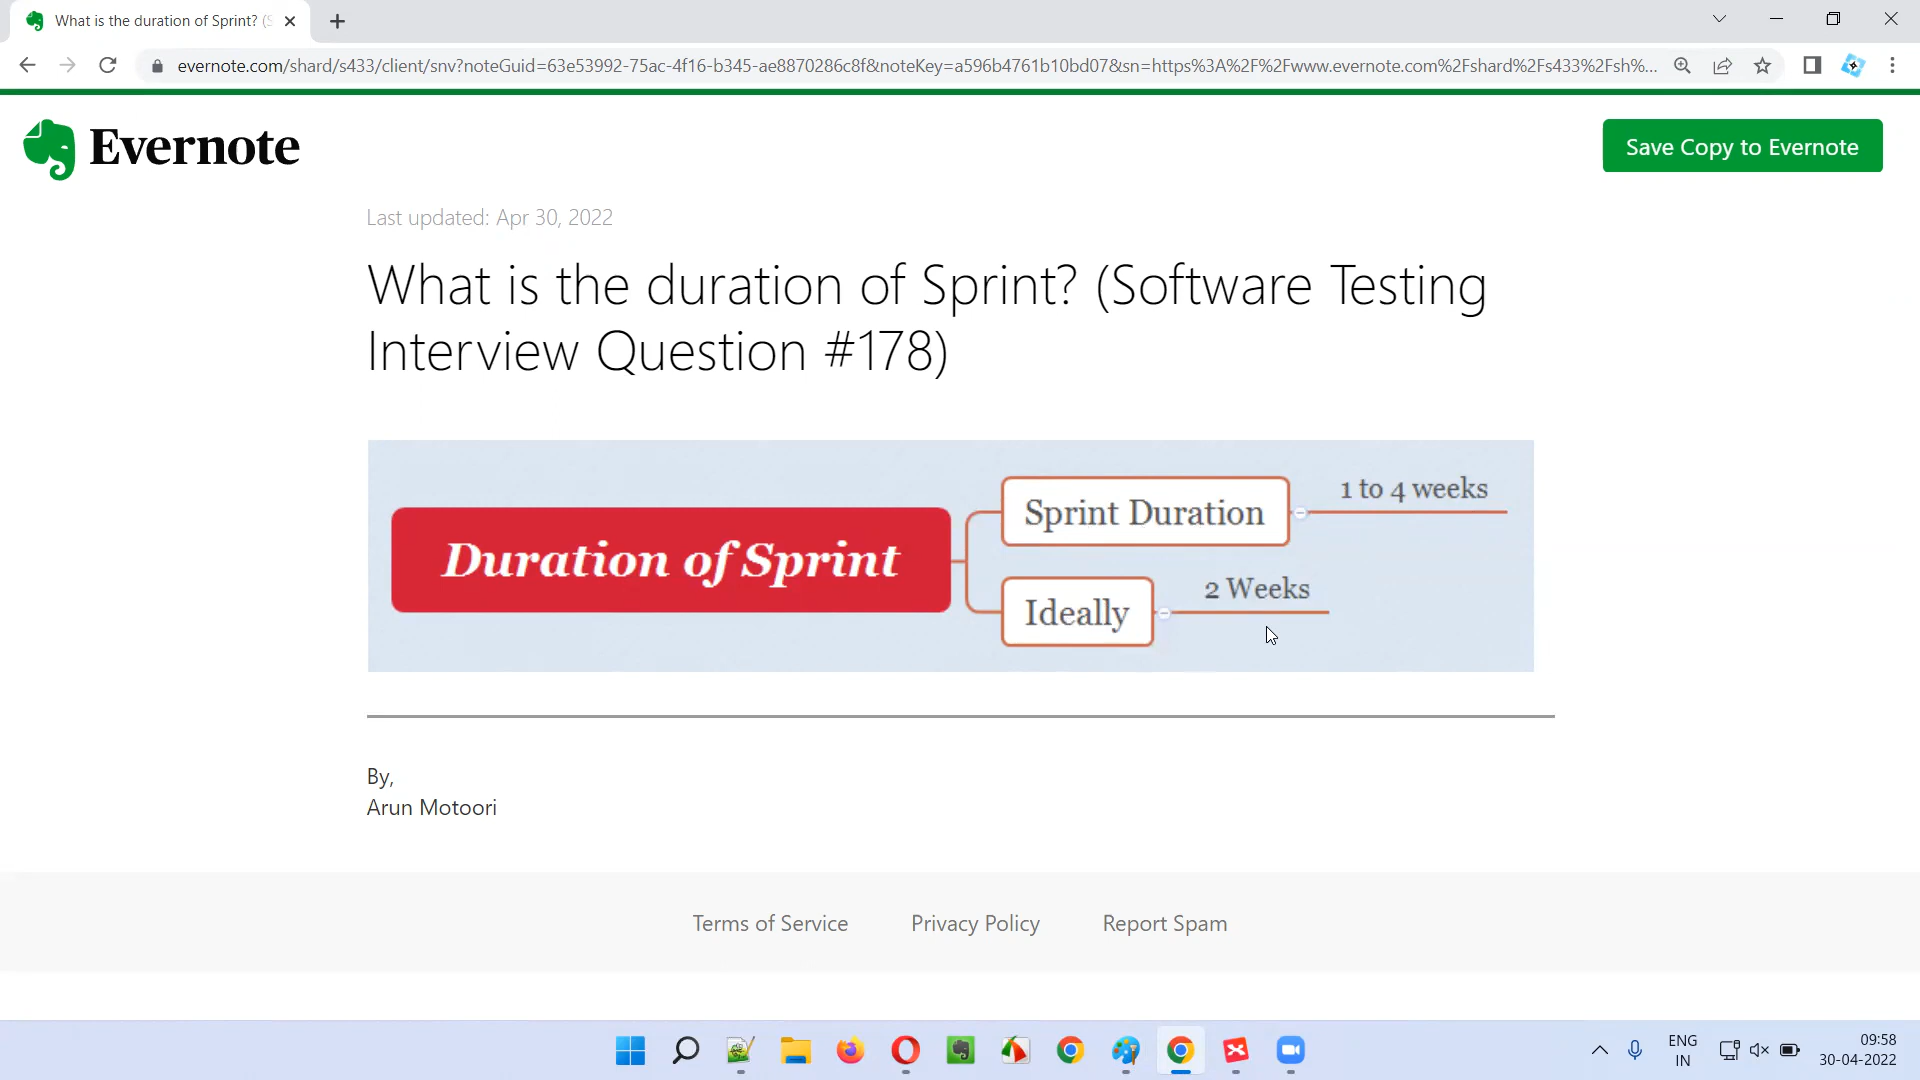 What is the duration of Sprint? (S
evernote.com/shard/s433/client/snv?noteGuid=63e53992-75ac-4f16-b345-ae8870286c8f&noteKey=a596b4761b10bd07&sn=https%3A%2F%2Fwww.evernote.com%2Fshard%2Fs433%2Fsh%...
Evernote
Save Copy to Evernote
Last updated: Apr 30, 2022
What is the duration of Sprint? (Software Testing
Interview Question #178)
Duration of Sprint
Sprint Duration
1 to 4 weeks
Ideally
2 Weeks
By,
Arun Motoori
Terms of Service
Privacy Policy
Report Spam
ENG
IN
09:58
30-04-2022